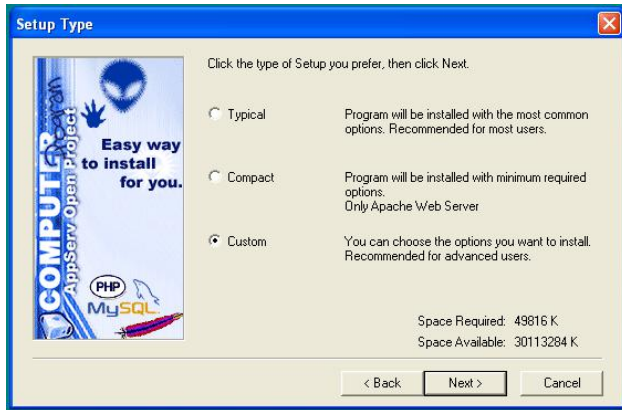 Setup Type
Click the type of Setup you prefer, then click Next.
Typical
Program will be installed with the most common
options. Recommended for most users.
Compact
Program will be installed with minimum required
options.
Only Apache Web Server
Custom
You can choose the options you want to install.
Recommended for advanced users.
Space Required: 49816 K
Space Available: 30113284 K
< Back
Next >
Cancel
COMPUTER
Program
AppServ Open Project
Easy way
to install
for you.
PHP
MySQL